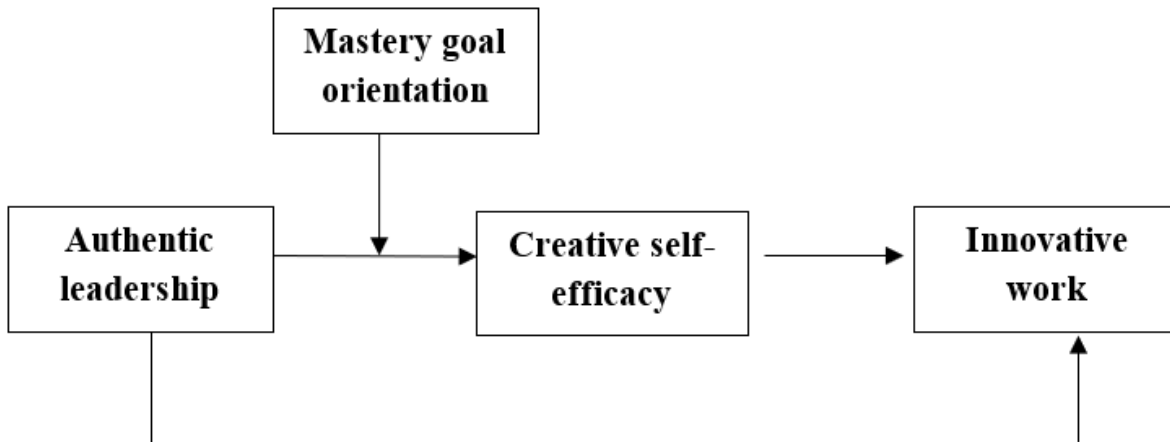 Mastery goal
orientation
Authentic
leadership
Creative self-
efficacy
Innovative
work